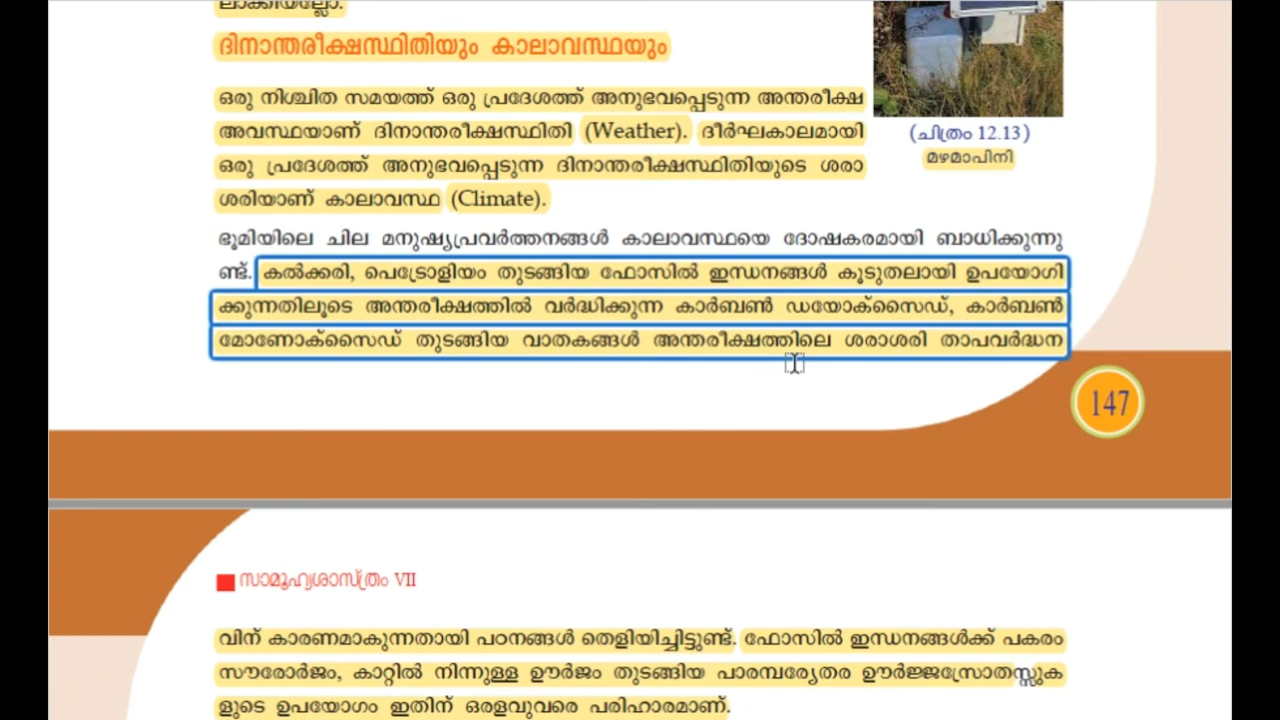 ലാക്കിയല്ലോ.
ദിനാന്തരീക്ഷസ്ഥിതിയും കാലാവസ്ഥയും
ഒരു നിശ്ചിത സമയത്ത് ഒരു പ്രദേശത്ത് അനുഭവപ്പെടുന്ന അന്തരീക്ഷ
അവസ്ഥയാണ് ദിനാന്തരീക്ഷസ്ഥിതി (Weather). ദീർഘകാലമായി
ഒരു പ്രദേശത്ത് അനുഭവപ്പെടുന്ന ദിനാന്തരീക്ഷസ്ഥിതിയുടെ ശരാ
ശരിയാണ് കാലാവസ്ഥ (Climate).
(ചിത്രം 12.13)
മഴമാപിനി
ഭൂമിയിലെ ചില മനുഷ്യപ്രവർത്തനങ്ങൾ കാലാവസ്ഥയെ ദോഷകരമായി ബാധിക്കുന്നു
ണ്ട്. കൽക്കരി, പെട്രോളിയം തുടങ്ങിയ ഫോസിൽ ഇന്ധനങ്ങൾ കൂടുതലായി ഉപയോഗി
ക്കുന്നതിലൂടെ അന്തരീക്ഷത്തിൽ വർദ്ധിക്കുന്ന കാർബൺ ഡയോക്സൈഡ്, കാർബൺ
മോണോക്സൈഡ് തുടങ്ങിയ വാതകങ്ങൾ അന്തരീക്ഷത്തിലെ ശരാശരി താപവർദ്ധന
147
സാമൂഹ്യശാസ്ത്രം VII
വിന് കാരണമാകുന്നതായി പഠനങ്ങൾ തെളിയിച്ചിട്ടുണ്ട്. ഫോസിൽ ഇന്ധനങ്ങൾക്ക് പകരം
സൗരോർജം, കാറ്റിൽ നിന്നുള്ള ഊർജം തുടങ്ങിയ പാരമ്പര്യേതര ഊർജ്ജസ്രോതസ്സുക
ളുടെ ഉപയോഗം ഇതിന് ഒരളവുവരെ പരിഹാരമാണ്.